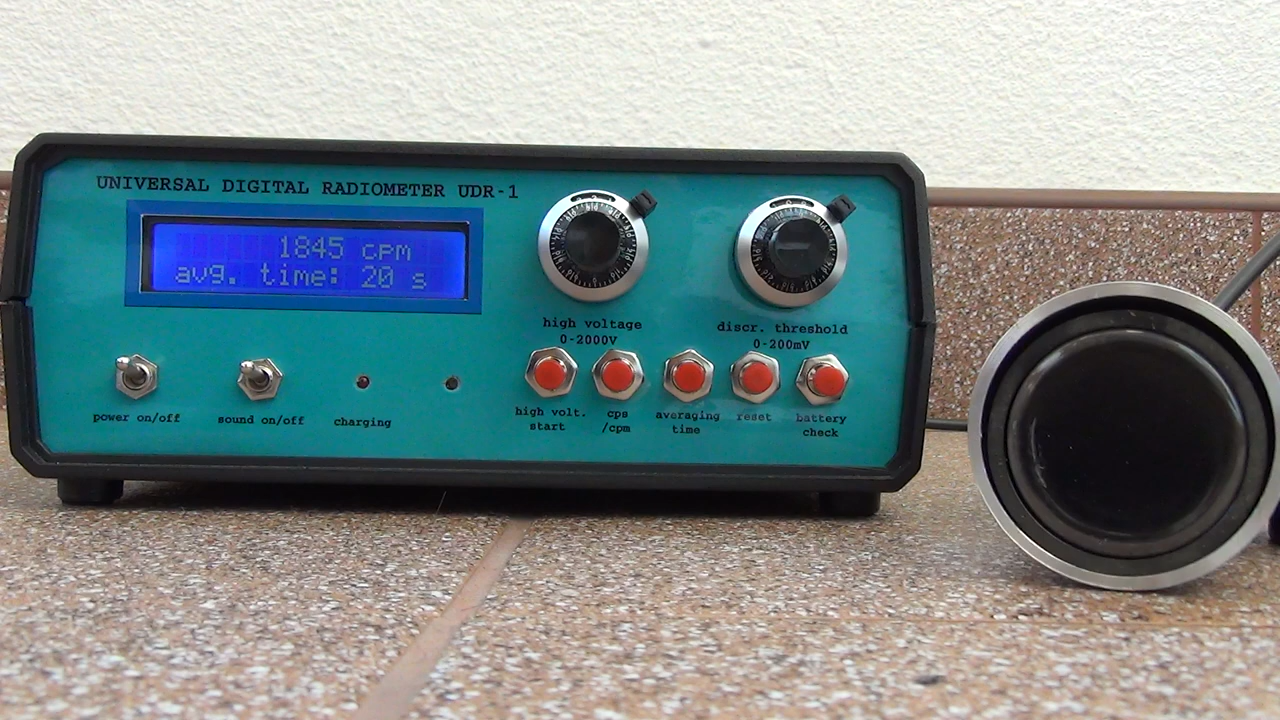 UNIVERSAL DIGITAL RADIOMETER UDR-1
1845 cpm
avg. time: 20 s
high voltage
0-2000V
discr. threshold
0-200mV
power on/off
sound on/off
charging
high volt.
start
cps
/cpm
averaging
time
reset
battery
check